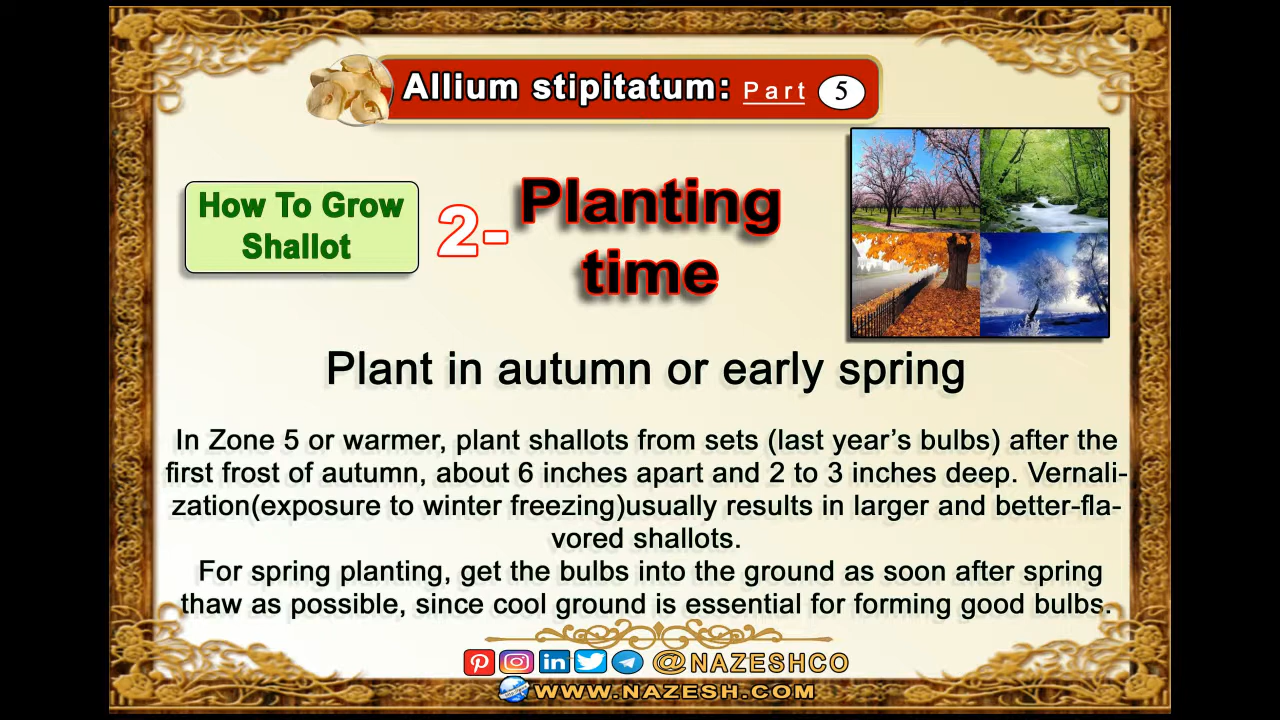 Allium stipitatum: Part 5
How To Grow
Shallot
2- Planting
time
Plant in autumn or early spring
In Zone 5 or warmer, plant shallots from sets (last year’s bulbs) after the
first frost of autumn, about 6 inches apart and 2 to 3 inches deep. Vernali-
zation(exposure to winter freezing)usually results in larger and better-fla-
vored shallots.
For spring planting, get the bulbs into the ground as soon after spring
thaw as possible, since cool ground is essential for forming good bulbs.
@NAZESHCO
WWW.NAZESH.COM